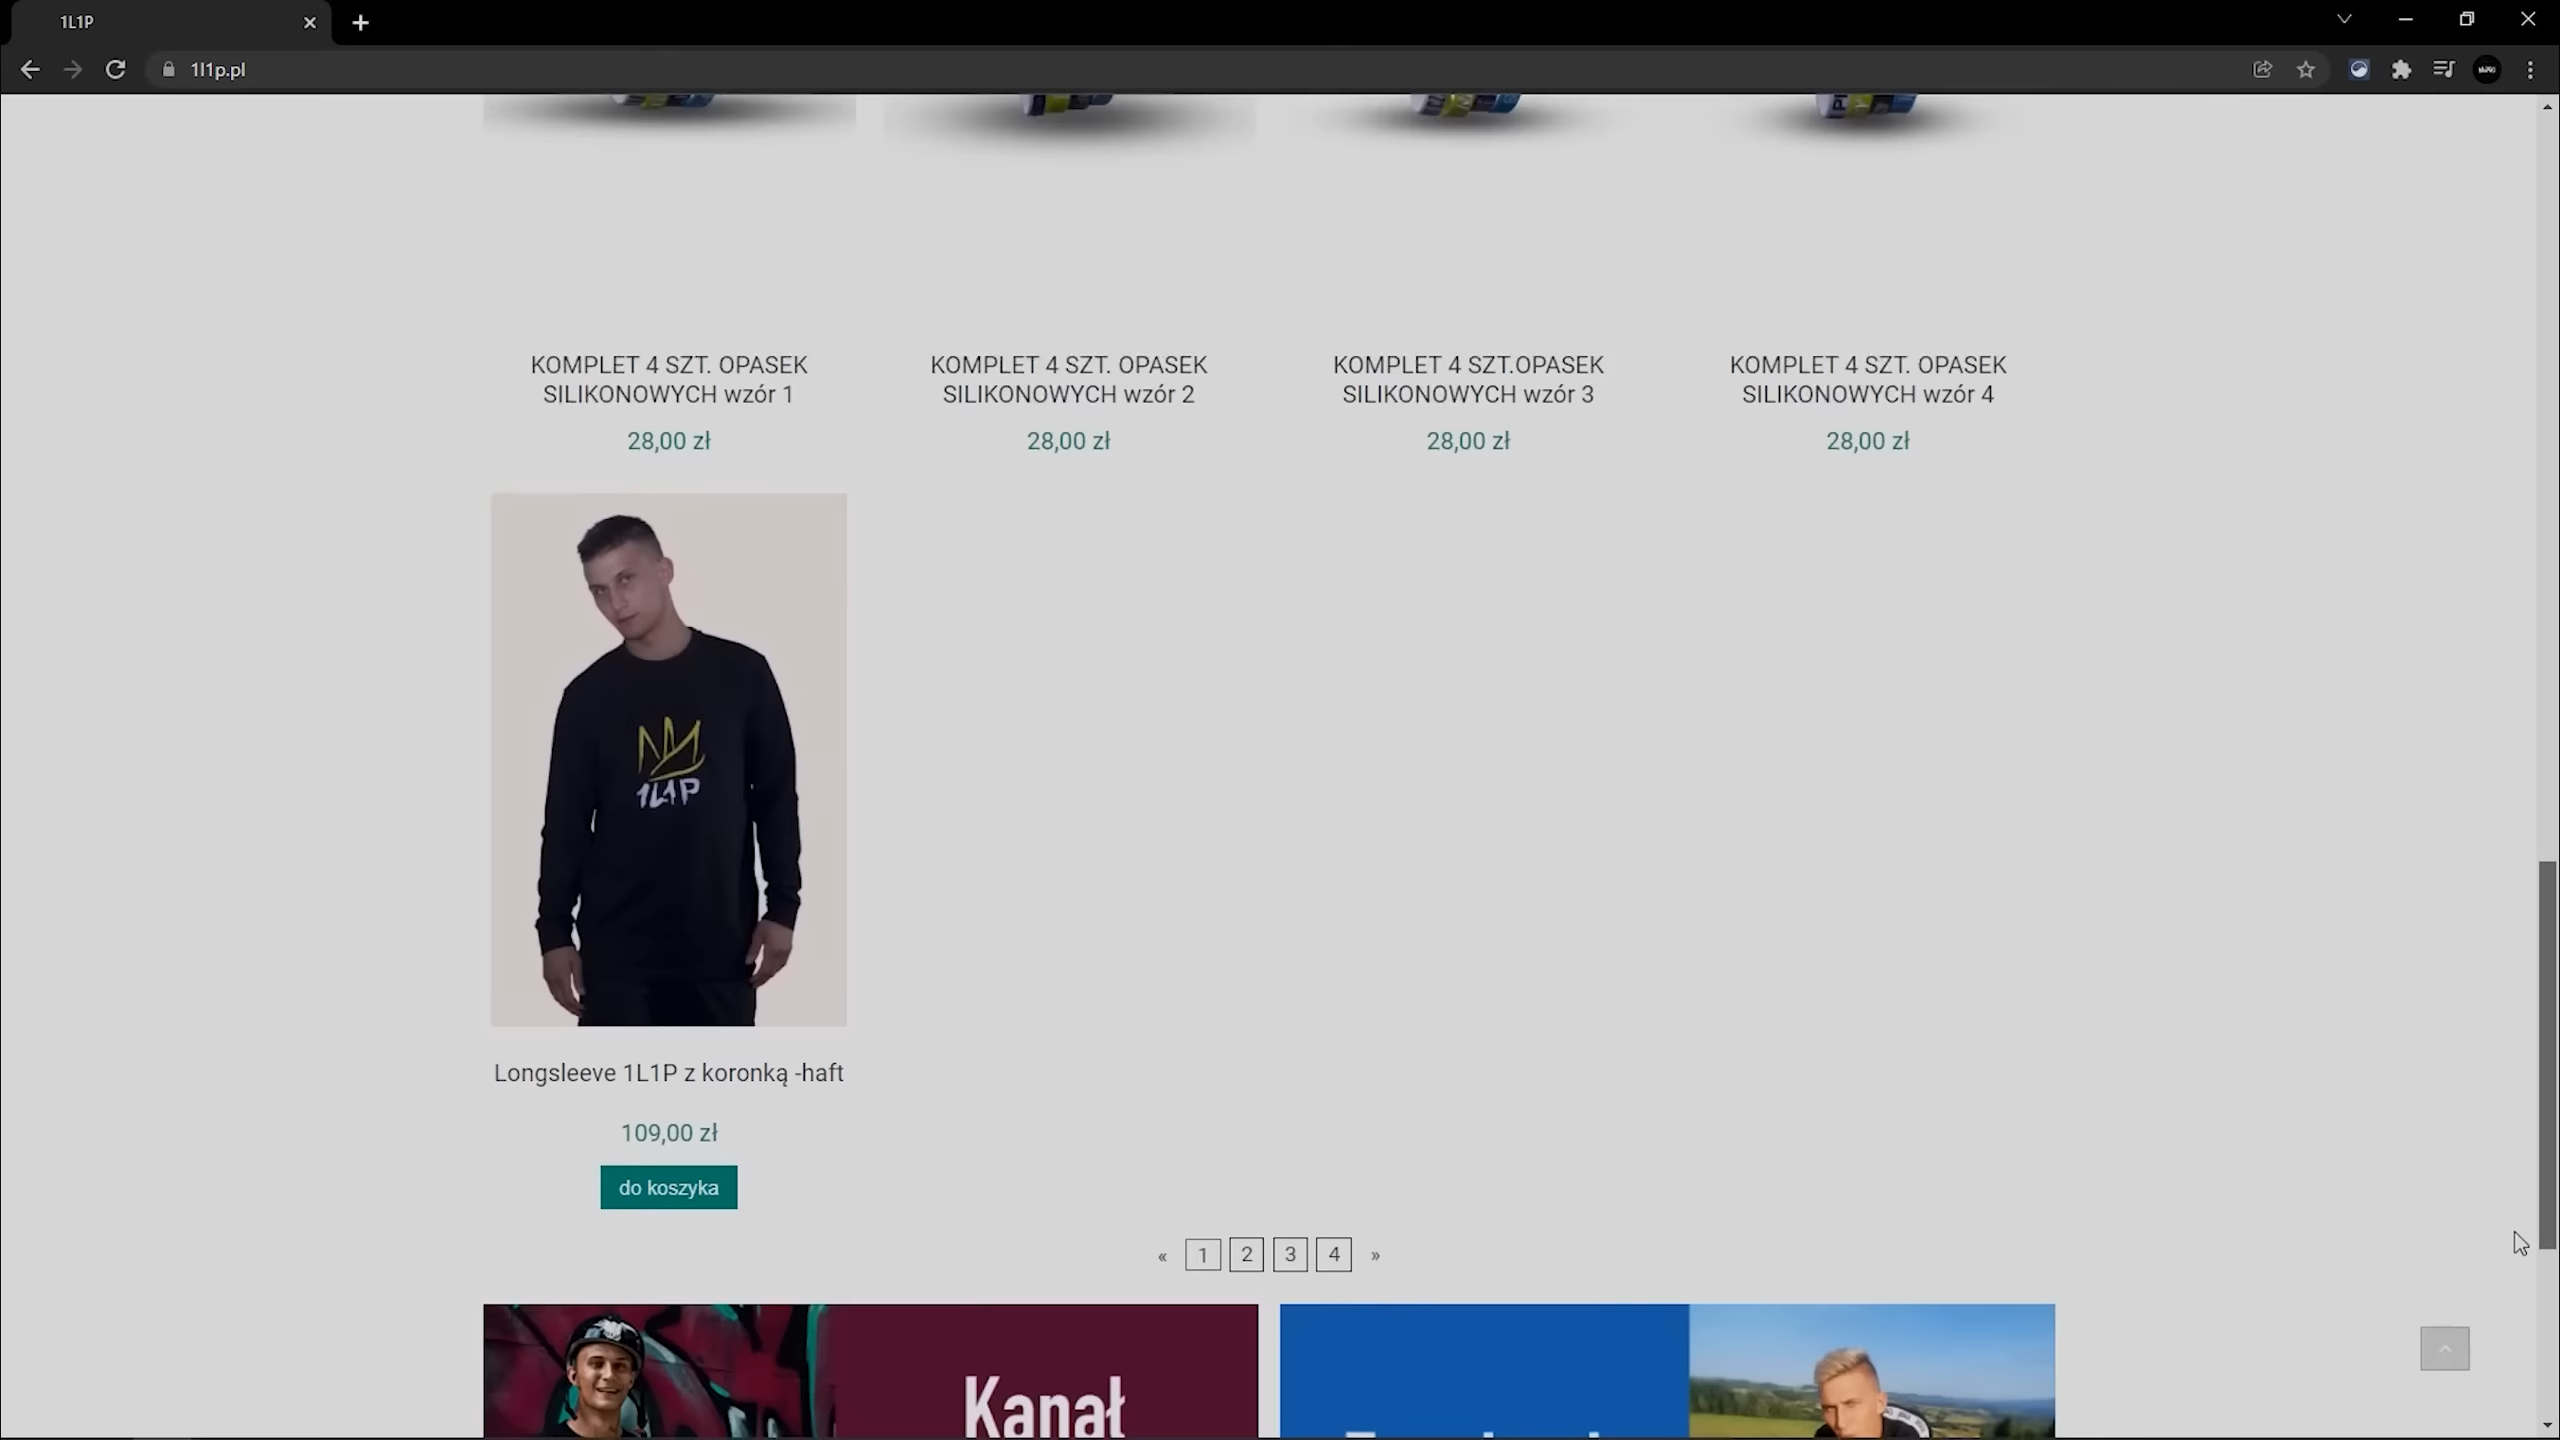 1L1P
1l1p.pl
KOMPLET 4 SZT. OPASEK
SILIKONOWYCH wzór 1
28,00 zł
KOMPLET 4 SZT. OPASEK
SILIKONOWYCH wzór 2
28,00 zł
KOMPLET 4 SZT.OPASEK
SILIKONOWYCH wzór 3
28,00 zł
KOMPLET 4 SZT. OPASEK
SILIKONOWYCH wzór 4
28,00 zł
1L1P
Longsleeve 1L1P z koronką -haft
109,00 zł
do koszyka
« 1 2 3 4 »
Kanał